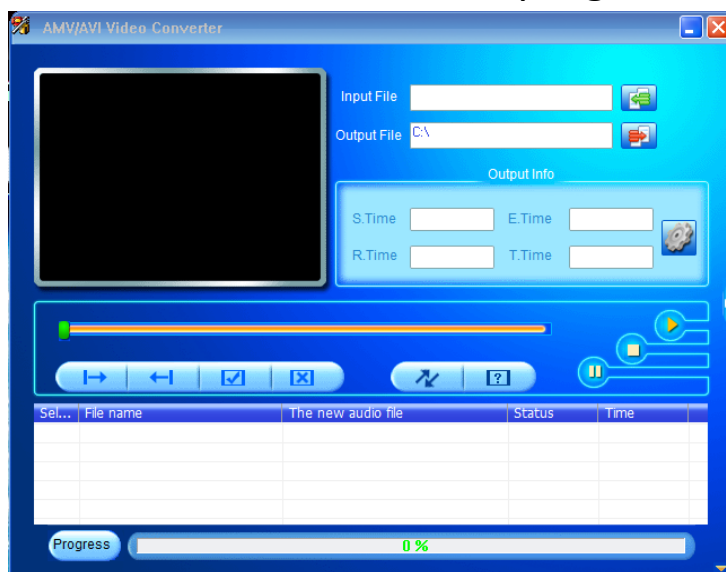 AMV/AVI Video Converter
Input File
Output File C:\
Output Info
S.Time E.Time
R.Time T.Time
Sel... File name The new audio file Status Time
Progress 0 %